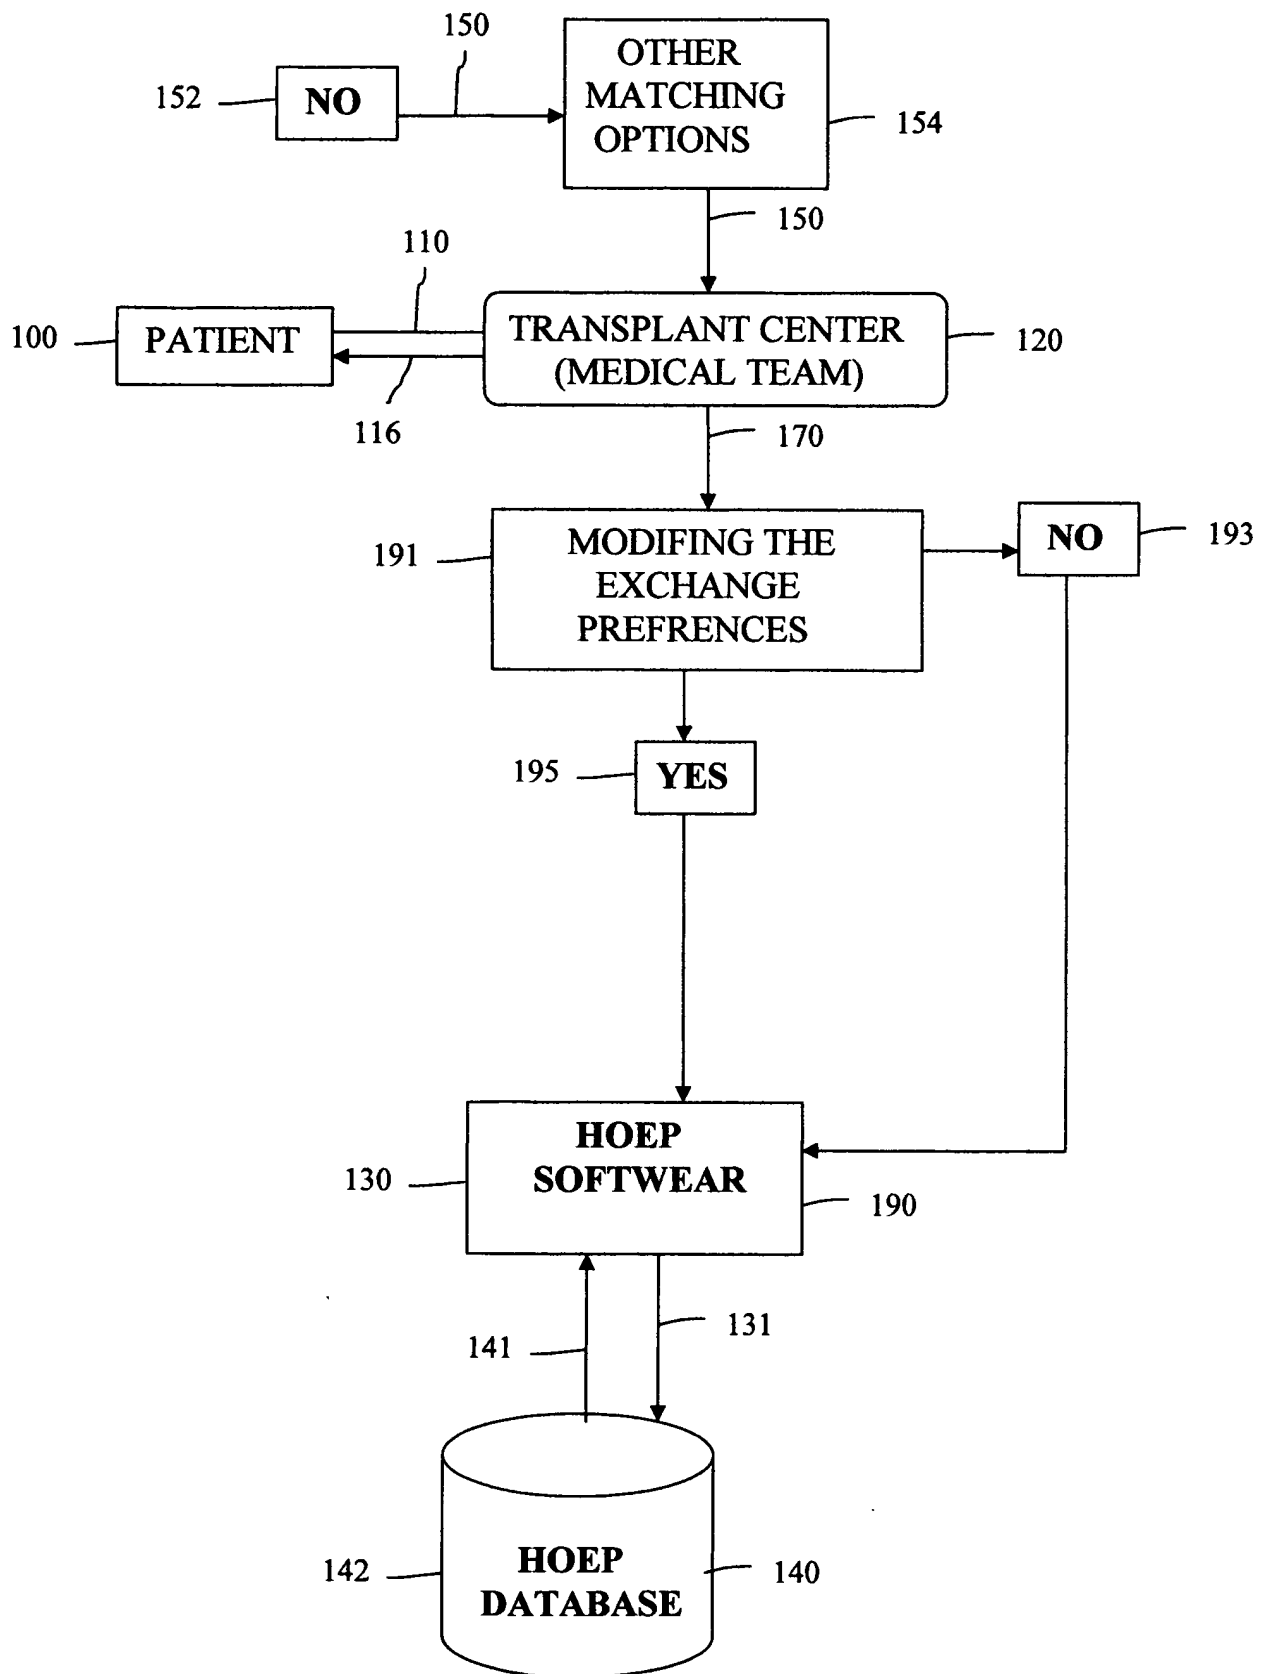 150
152
NO
OTHER
MATCHING
OPTIONS
154
150
110
100
PATIENT
TRANSPLANT CENTER
(MEDICAL TEAM)
120
116
170
191
MODIFING THE
EXCHANGE
PREFRENCES
NO
193
195
YES
HOEP
SOFTWEAR
130
190
141
131
142
HOEP
DATABASE
140